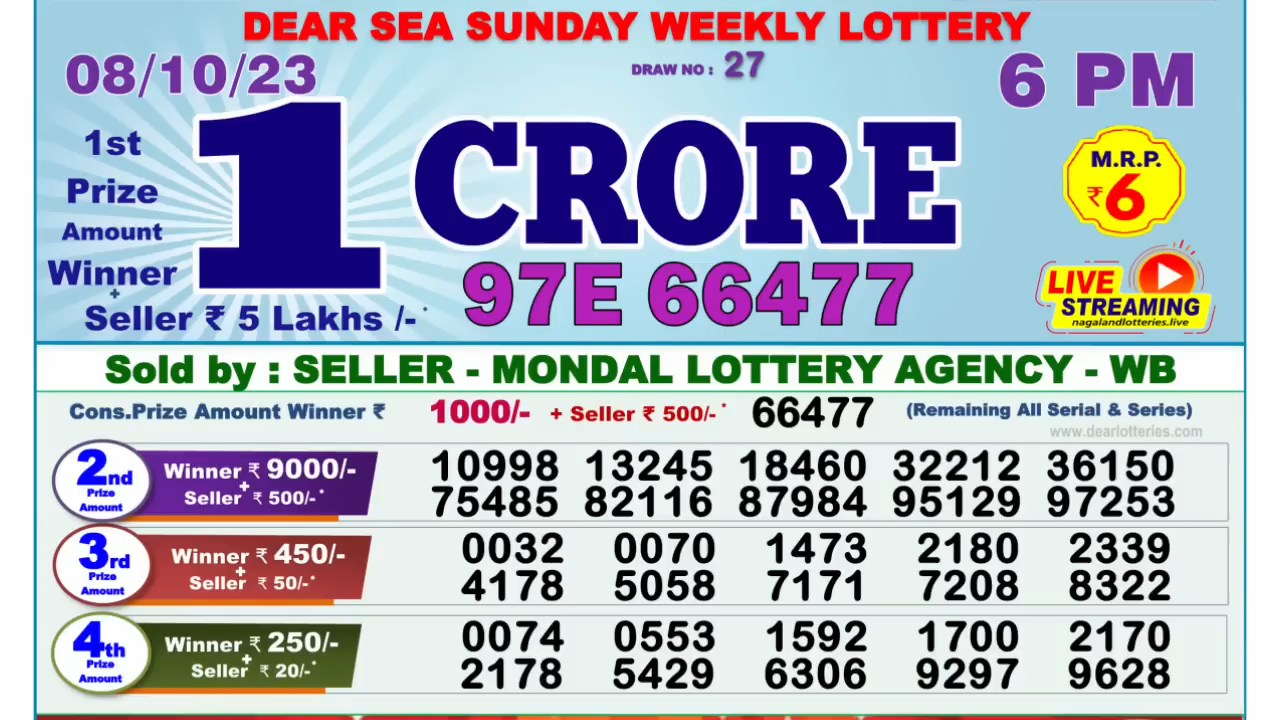 DEAR SEA SUNDAY WEEKLY LOTTERY
08/10/23
DRAW NO : 27
6 PM
1st
Prize
Amount
Winner
+
Seller ₹ 5 Lakhs /-*
1 CRORE
97E 66477
M.R.P.
₹6
LIVE
STREAMING
nagalandlotteries.live
Sold by : SELLER - MONDAL LOTTERY AGENCY - WB
Cons.Prize Amount Winner ₹ 1000/- + Seller ₹ 500/-* 66477 (Remaining All Serial & Series)
www.dearlotteries.com
2nd
Prize
Amount
Winner ₹ 9000/-
+
Seller ₹ 500/-*
10998 13245 18460 32212 36150
75485 82116 87984 95129 97253
3rd
Prize
Amount
Winner ₹ 450/-
+
Seller ₹ 50/-*
0032 0070 1473 2180 2339
4178 5058 7171 7208 8322
4th
Prize
Amount
Winner ₹ 250/-
+
Seller ₹ 20/-*
0074 0553 1592 1700 2170
2178 5429 6306 9297 9628